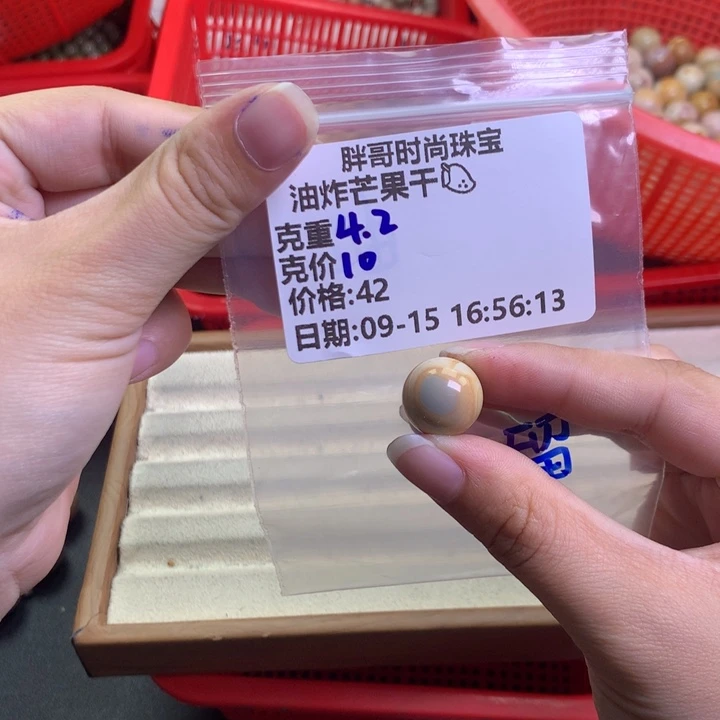 胖哥时尚珠宝
油炸芒果干
克重4.2
克价10
价格:42
日期:09-15 16:56:13
留